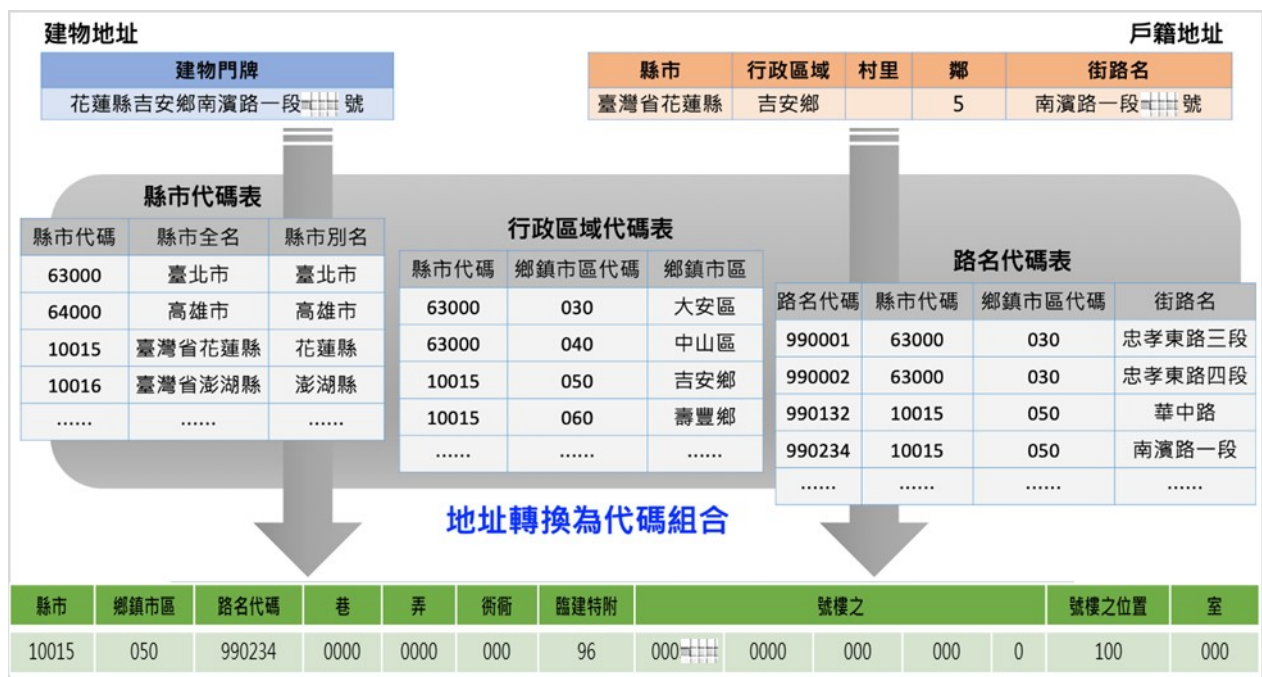 建物地址
建物門牌
花蓮縣吉安鄉南濱路一段 號
戶籍地址
縣市 行政區域 村里 鄰 街路名
臺灣省花蓮縣 吉安鄉 5 南濱路一段 號
縣市代碼表
縣市代碼 縣市全名 縣市別名
63000 臺北市 臺北市
64000 高雄市 高雄市
10015 臺灣省花蓮縣 花蓮縣
10016 臺灣省澎湖縣 澎湖縣
...... ...... ......
行政區域代碼表
縣市代碼 鄉鎮市區代碼 鄉鎮市區
63000 030 大安區
63000 040 中山區
10015 050 吉安鄉
10015 060 壽豐鄉
...... ...... ......
路名代碼表
路名代碼 縣市代碼 鄉鎮市區代碼 街路名
990001 63000 030 忠孝東路三段
990002 63000 030 忠孝東路四段
990132 10015 050 華中路
990234 10015 050 南濱路一段
...... ...... ...... ......
地址轉換為代碼組合
縣市 鄉鎮市區 路名代碼 巷 弄 衖衕 臨建特附 號樓之 號樓之位置 室
10015 050 990234 0000 0000 000 96 000 0000 000 000 0 100 000